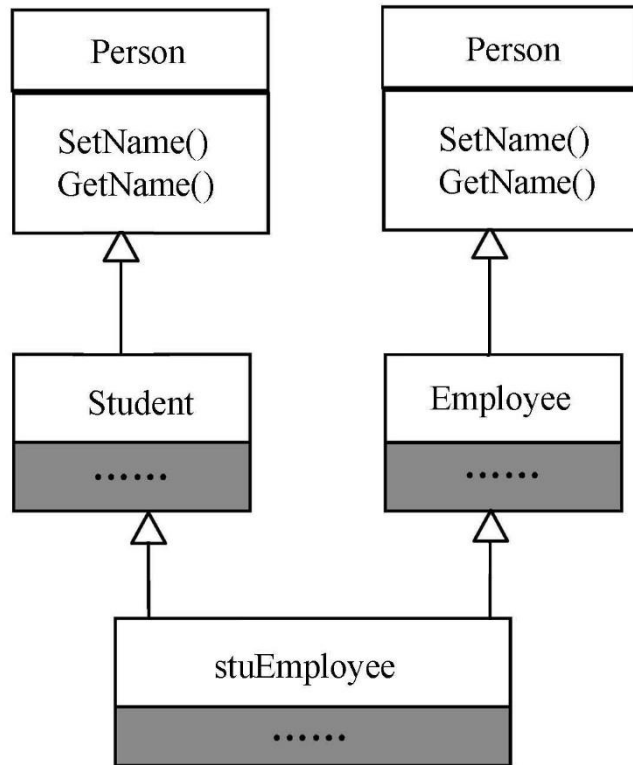 Person
SetName()
GetName()
Person
SetName()
GetName()
Student
······
Employee
······
stuEmployee
······